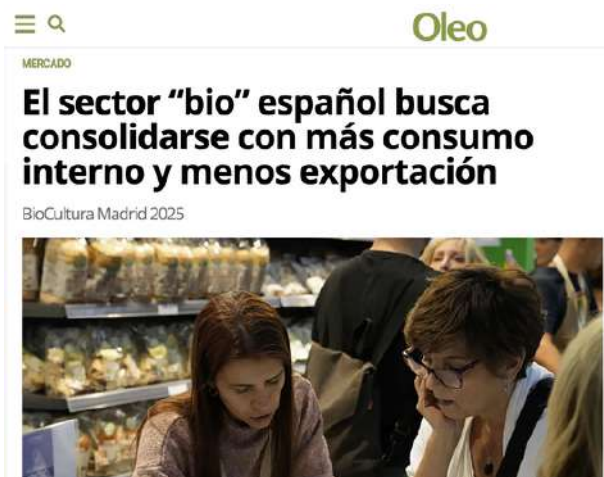 Oleo
MERCADO
El sector “bio” español busca
consolidarse con más consumo
interno y menos exportación
BioCultura Madrid 2025